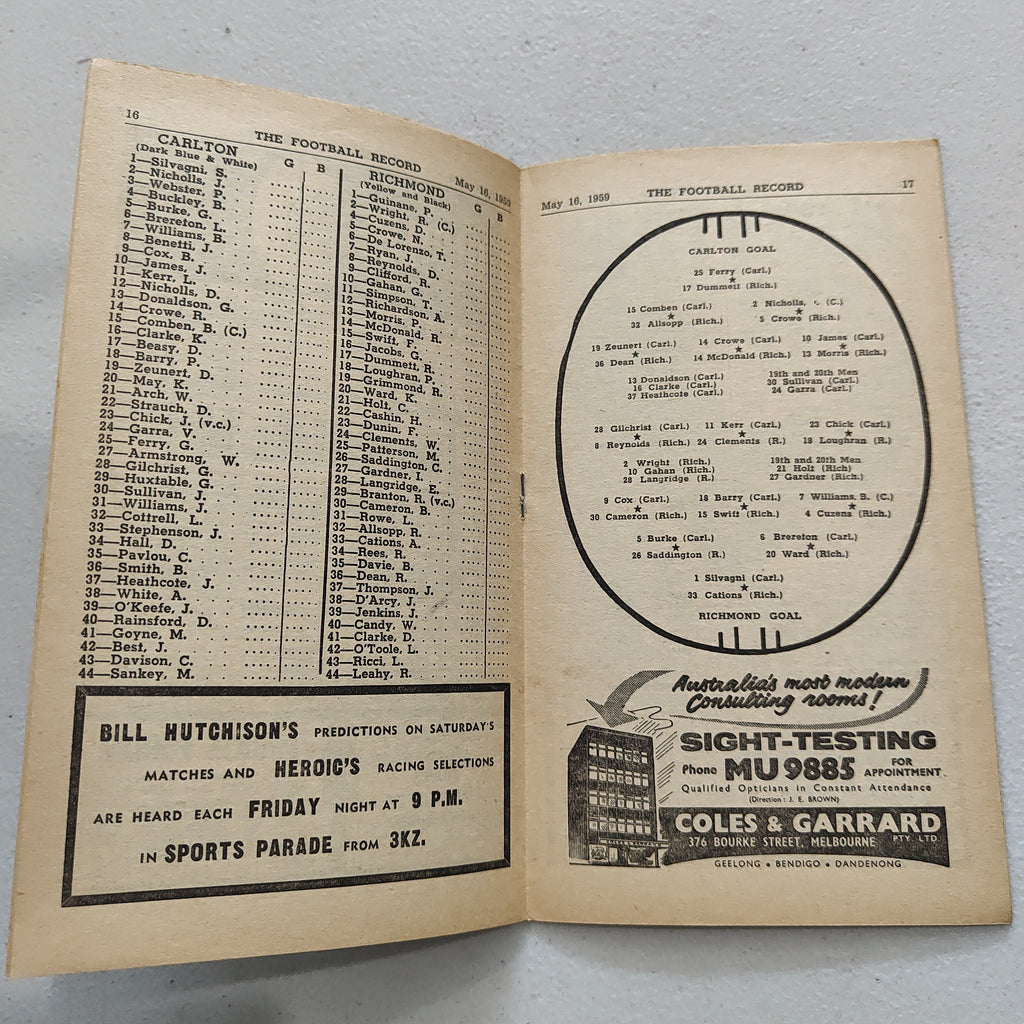 16
THE FOOTBALL RECORD
May 16, 1959
CARLTON
(Dark Blue & White)
G B
1—Silvagni, S.
2—Nicholls, J.
3—Webster, P.
4—Buckley, B.
5—Burke, G.
6—Brereton, L.
7—Williams, B.
8—Benetti, J.
9—Cox, B.
10—James, J.
11—Kerr, L.
12—Nicholls, D.
13—Donaldson, G.
14—Crowe, R.
15—Comben, B. (C.)
16—Clarke, K.
17—Beasy, D.
18—Barry, P.
19—Zeunert, D.
20—May, K.
21—Arch, W.
22—Strauch, D.
23—Chick, J. (v.c.)
24—Garra, V.
25—Ferry, G.
27—Armstrong, W.
28—Gilchrist, G.
29—Huxtable, G.
30—Sullivan, J.
31—Williams, J.
32—Cottrell, L.
33—Stephenson, J.
34—Hall, D.
35—Pavlou, C.
36—Smith, B.
37—Heathcote, J.
38—White, A.
39—O'Keefe, J.
40—Rainsford, D.
41—Goyne, M.
42—Best, J.
43—Davison, C.
44—Sankey, M.
RICHMOND
(Yellow and Black)
G B
1—Guinane, P.
2—Wright, R. (C.)
4—Cuzens, D.
5—Crowe, N.
6—De Lorenzo, T.
7—Ryan, J.
8—Reynolds, D.
9—Clifford, R.
10—Gahan, G.
11—Simpson, T.
12—Richardson, A.
13—Morris, P.
14—McDonald, R.
15—Swift, F.
16—Jacobs, G.
17—Dummett, R.
18—Loughran, P.
19—Grimmond, R.
20—Ward, K.
21—Holt, C.
22—Cashin, H.
23—Dunin, F.
24—Clements, W.
25—Patterson, M.
26—Saddington, C.
27—Gardner, I.
28—Langridge, E.
29—Branton, R. (v.c.)
30—Cameron, B.
31—Rowe, L.
32—Allsopp, R.
33—Cations, A.
34—Rees, R.
35—Davie, B.
36—Dean, R.
37—Thompson, J.
38—D'Arcy, J.
39—Jenkins, J.
40—Candy, W.
41—Clarke, D.
42—O'Toole, L.
43—Ricci, L.
44—Leahy, R.
BILL HUTCHISON'S PREDICTIONS ON SATURDAY'S
MATCHES AND HEROIC'S RACING SELECTIONS
ARE HEARD EACH FRIDAY NIGHT AT 9 P.M.
IN SPORTS PARADE FROM 3KZ.
May 16, 1959
THE FOOTBALL RECORD
17
CARLTON GOAL
25 Ferry (Carl.)
17 Dummett (Rich.)
15 Comben (Carl.) 2 Nicholls, (C.)
32 Allsopp (Rich.) 5 Crowe (Rich.)
19 Zeunert (Carl.) 14 Crowe (Carl.) 10 James (Carl.)
36 Dean (Rich.) 14 McDonald (Rich.) 13 Morris (Rich.)
13 Donaldson (Carl.) 19th and 20th Men
16 Clarke (Carl.) 30 Sullivan (Carl.)
37 Heathcote (Carl.) 24 Garra (Carl.)
28 Gilchrist (Carl.) 11 Kerr (Carl.) 23 Chick (Carl.)
8 Reynolds (Rich.) 24 Clements (R.) 18 Loughran (R.)
2 Wright (Rich.) 19th and 20th Men
10 Gahan (Rich.) 21 Holt (Rich)
28 Langridge (R.) 27 Gardner (Rich.)
9 Cox (Carl.) 18 Barry (Carl.) 7 Williams, B. (C.)
30 Cameron (Rich.) 15 Swift (Rich.) 4 Cuzens (Rich.)
5 Burke (Carl.) 6 Brereton (Carl.)
26 Saddington (R.) 20 Ward (Rich.)
1 Silvagni (Carl.)
33 Cations (Rich.)
RICHMOND GOAL
Australia's most modern
Consulting rooms!
SIGHT-TESTING
Phone MU 9885 FOR APPOINTMENT
Qualified Opticians in Constant Attendance
(Direction: J. E. BROWN)
COLES & GARRARD
376 BOURKE STREET, MELBOURNE PTY. LTD
GEELONG • BENDIGO • DANDENONG